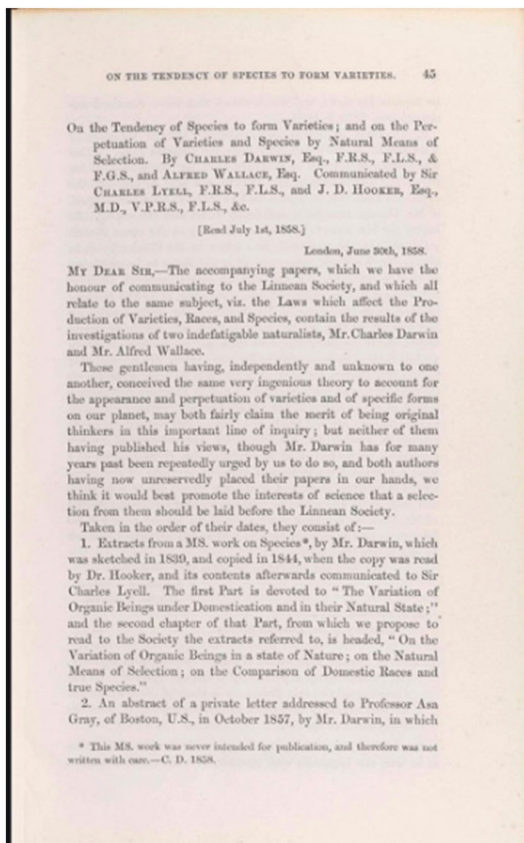 ON THE TENDENCY OF SPECIES TO FORM VARIETIES. 45
On the Tendency of Species to form Varieties; and on the Per-
petuation of Varieties and Species by Natural Means of
Selection. By CHARLES DARWIN, Esq., F.R.S., F.L.S., &
F.G.S., and ALFRED WALLACE, Esq. Communicated by Sir
CHARLES LYELL, F.R.S., F.L.S., and J. D. HOOKER, Esq.,
M.D., V.P.R.S., F.L.S., &c.
[Read July 1st, 1858.]
London, June 30th, 1858.
MY DEAR SIR,—The accompanying papers, which we have the
honour of communicating to the Linnean Society, and which all
relate to the same subject, viz. the Laws which affect the Pro-
duction of Varieties, Races, and Species, contain the results of the
investigations of two indefatigable naturalists, Mr. Charles Darwin
and Mr. Alfred Wallace.
These gentlemen having, independently and unknown to one
another, conceived the same very ingenious theory to account for
the appearance and perpetuation of varieties and of specific forms
on our planet, may both fairly claim the merit of being original
thinkers in this important line of inquiry; but neither of them
having published his views, though Mr. Darwin has for many
years past been repeatedly urged by us to do so, and both authors
having now unreservedly placed their papers in our hands, we
think it would best promote the interests of science that a selec-
tion from them should be laid before the Linnean Society.
Taken in the order of their dates, they consist of:—
1. Extracts from a MS. work on Species*, by Mr. Darwin, which
was sketched in 1839, and copied in 1844, when the copy was read
by Dr. Hooker, and its contents afterwards communicated to Sir
Charles Lyell. The first Part is devoted to "The Variation of
Organic Beings under Domestication and in their Natural State;"
and the second chapter of that Part, from which we propose to
read to the Society the extracts referred to, is headed, "On the
Variation of Organic Beings in a state of Nature; on the Natural
Means of Selection; on the Comparison of Domestic Races and
true Species."
2. An abstract of a private letter addressed to Professor Asa
Gray, of Boston, U.S., in October 1857, by Mr. Darwin, in which
* This MS. work was never intended for publication, and therefore was not
written with care.—C. D. 1858.